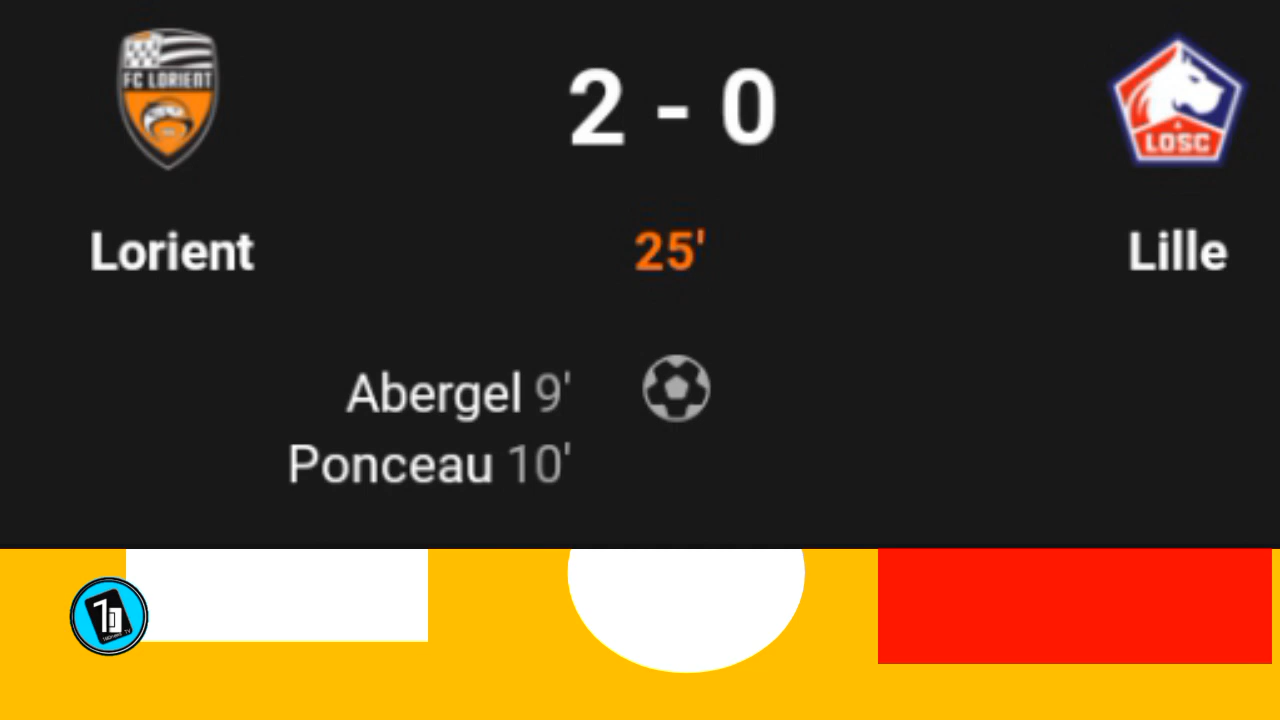 FC LORIENT
2 - 0
LOSC
Lorient
25'
Lille
Abergel 9'
Ponceau 10'